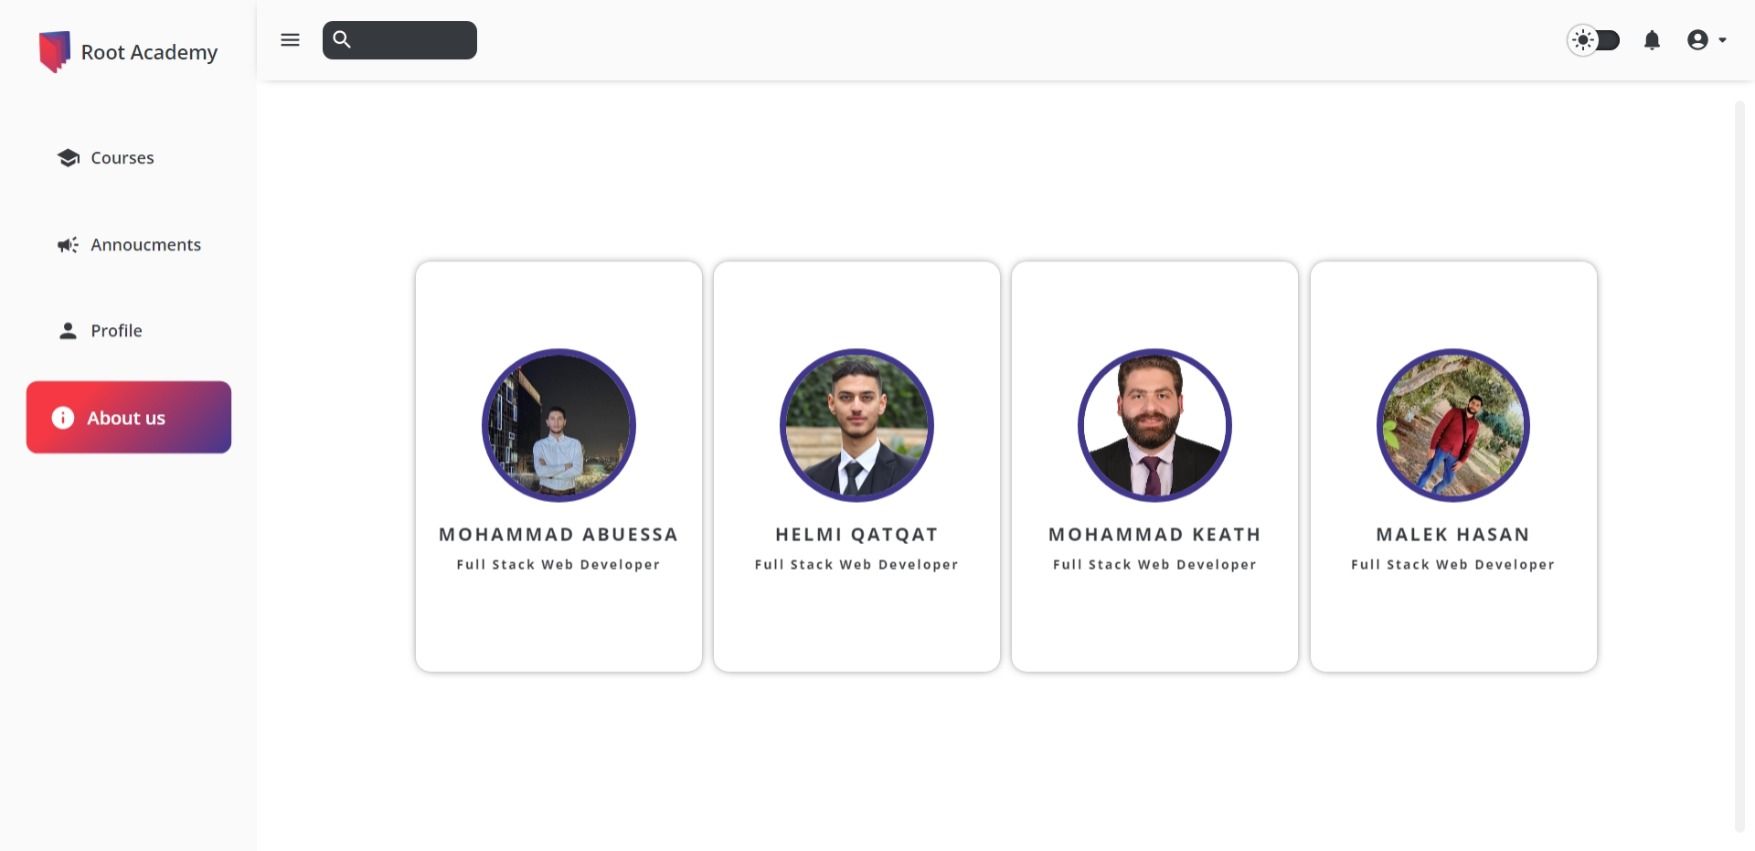 Root Academy
Courses
Annoucments
Profile
About us
MOHAMMAD ABUESSA
Full Stack Web Developer
HELMI QATQAT
Full Stack Web Developer
MOHAMMAD KEATH
Full Stack Web Developer
MALEK HASAN
Full Stack Web Developer